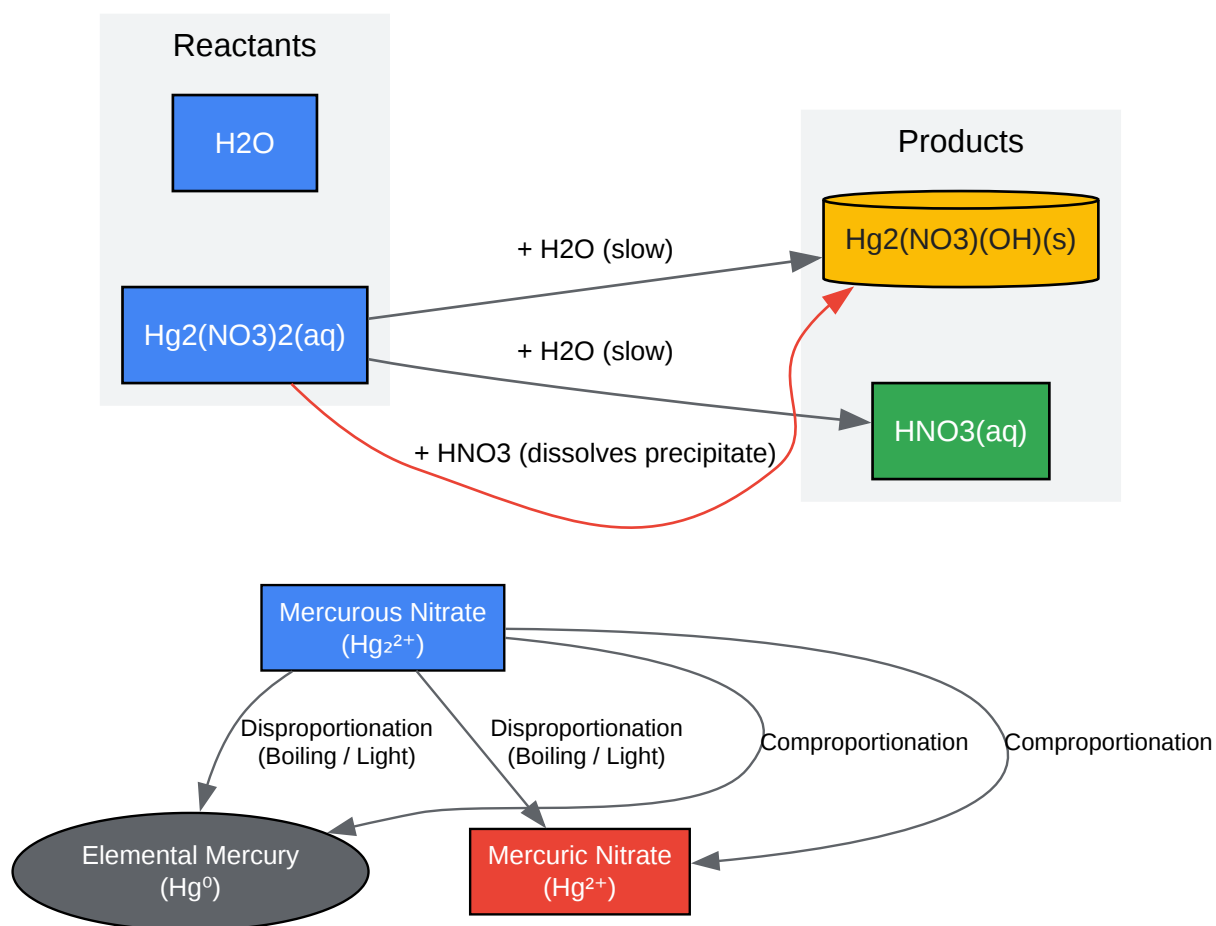 Reactants
H2O
Products
Hg2(NO3)(OH)(s)
+ H2O (slow)
Hg2(NO3)2(aq)
+ H2O (slow)
HNO3(aq)
+ HNO3 (dissolves precipitate)
Mercurous Nitrate
(Hg₂²⁺)
Disproportionation
(Boiling / Light)
Disproportionation
(Boiling / Light)
Comproportionation
Comproportionation
Elemental Mercury
(Hg⁰)
Mercuric Nitrate
(Hg²⁺)